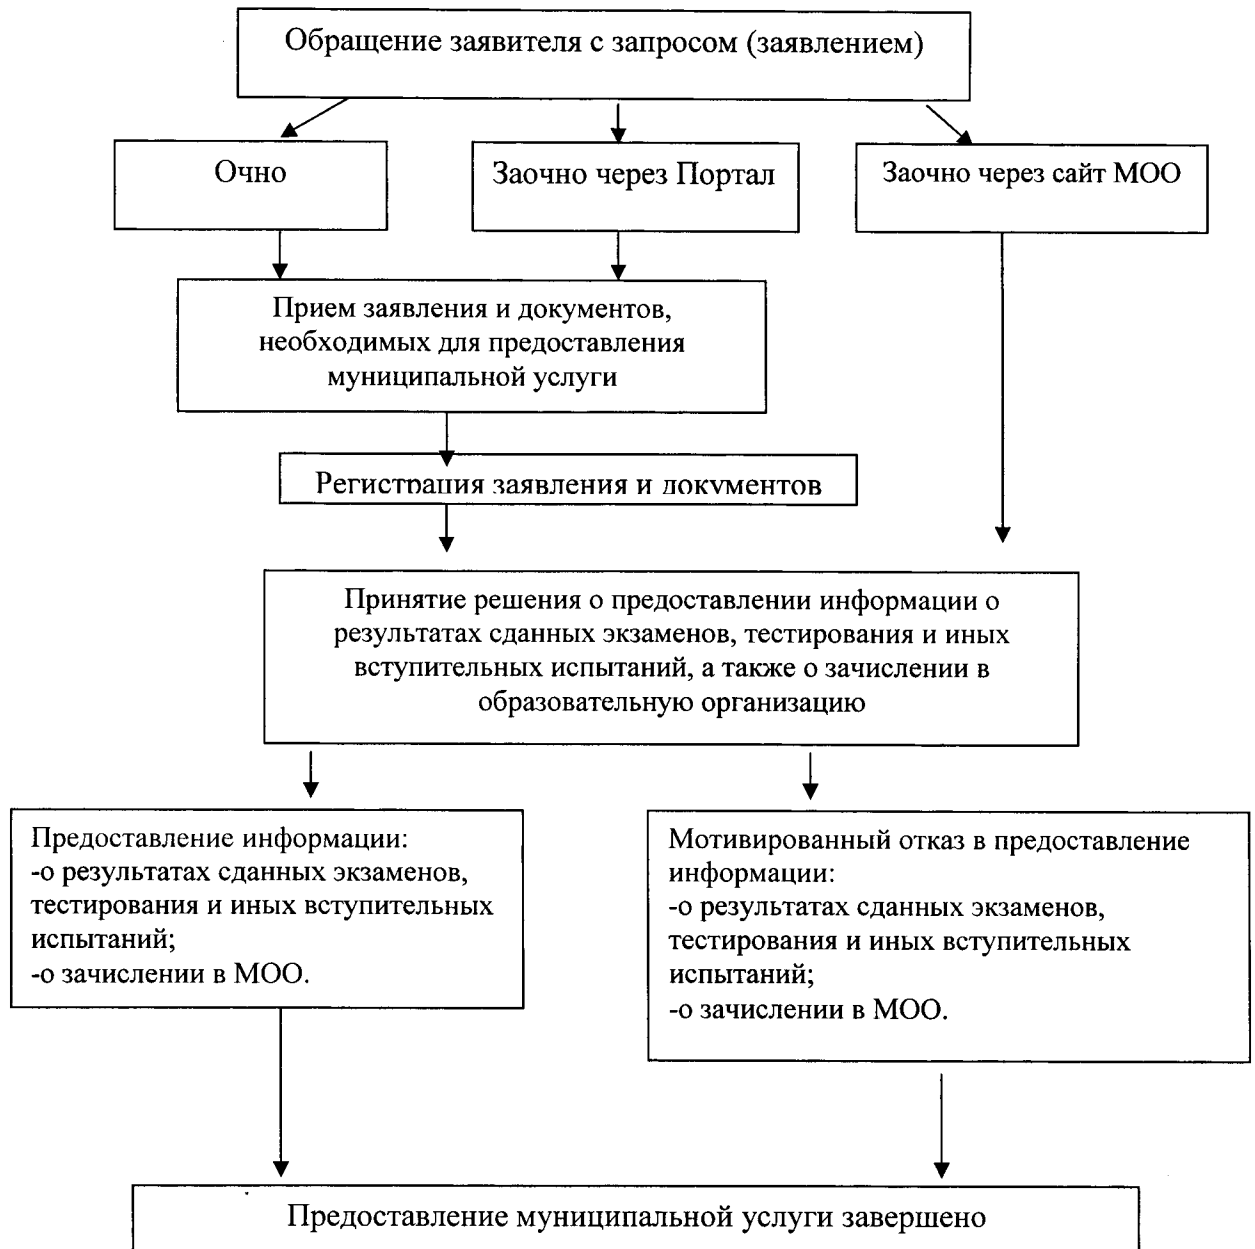 Обращение заявителя с запросом (заявлением)
Очно
Заочно через Портал
Заочно через сайт МОО
Прием заявления и документов,
необходимых для предоставления
муниципальной услуги
Регистрация заявления и документов
Принятие решения о предоставлении информации о
результатах сданных экзаменов, тестирования и иных
вступительных испытаний, а также о зачислении в
образовательную организацию
Предоставление информации:
-о результатах сданных экзаменов,
тестирования и иных вступительных
испытаний;
-о зачислении в МОО.
Мотивированный отказ в предоставление
информации:
-о результатах сданных экзаменов,
тестирования и иных вступительных
испытаний;
-о зачислении в МОО.
Предоставление муниципальной услуги завершено